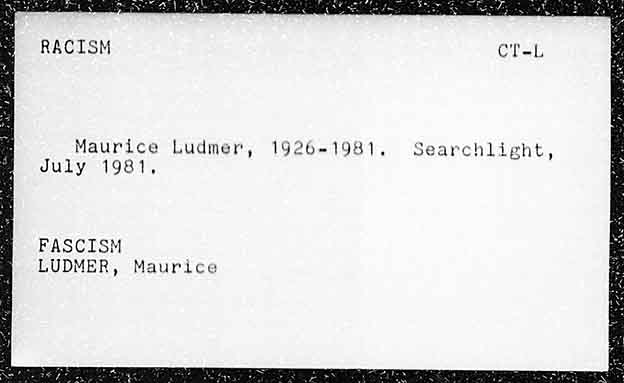 RACISM CT-L
Maurice Ludmer, 1926-1981. Searchlight,
July 1981.
FASCISM
LUDMER, Maurice